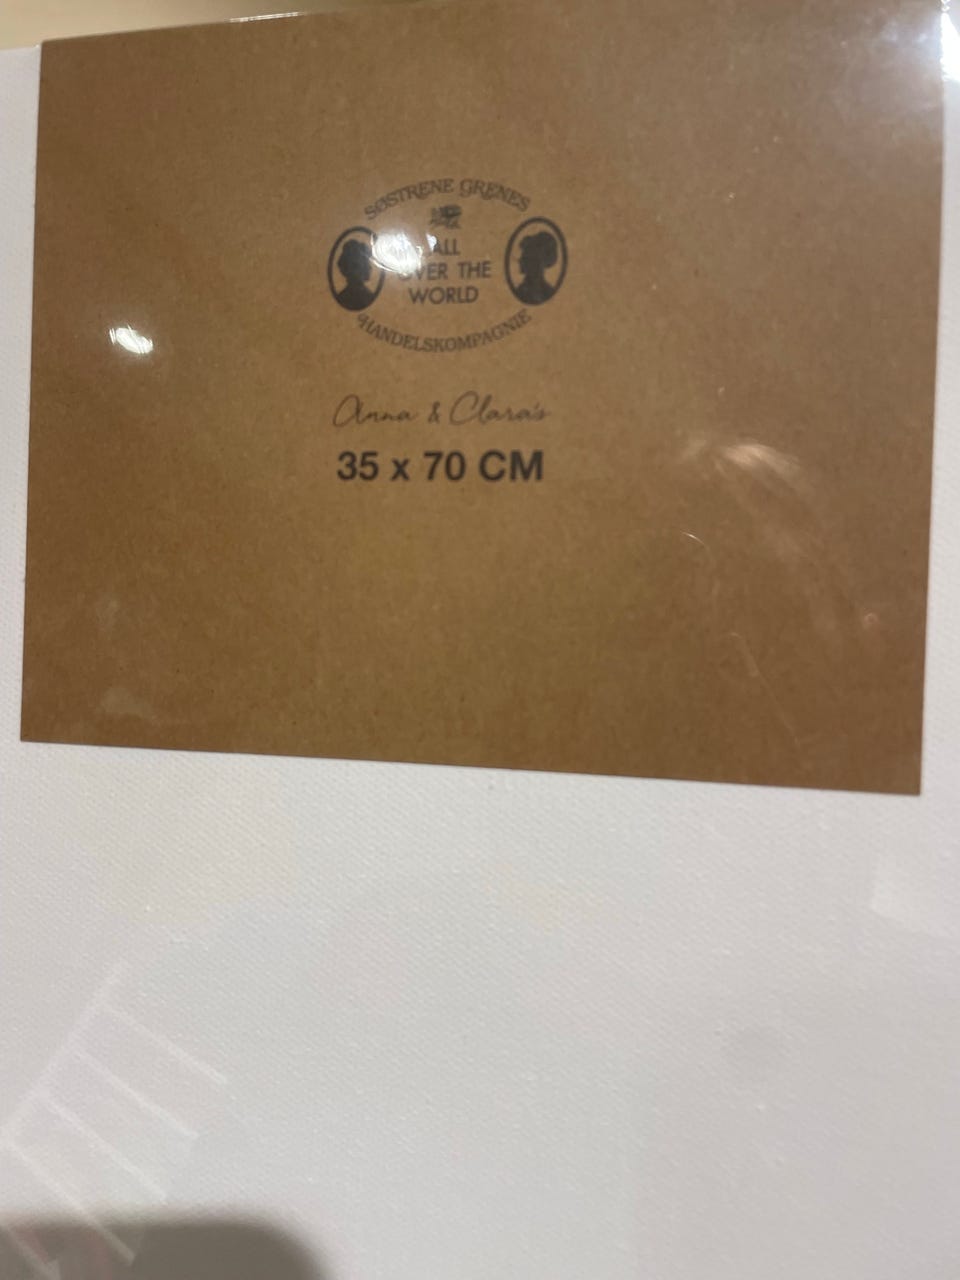 SØSTRENE GRENES
ALL
OVER THE
WORLD
HANDELSKOMPAGNIE
Anna & Clara's
35 x 70 CM